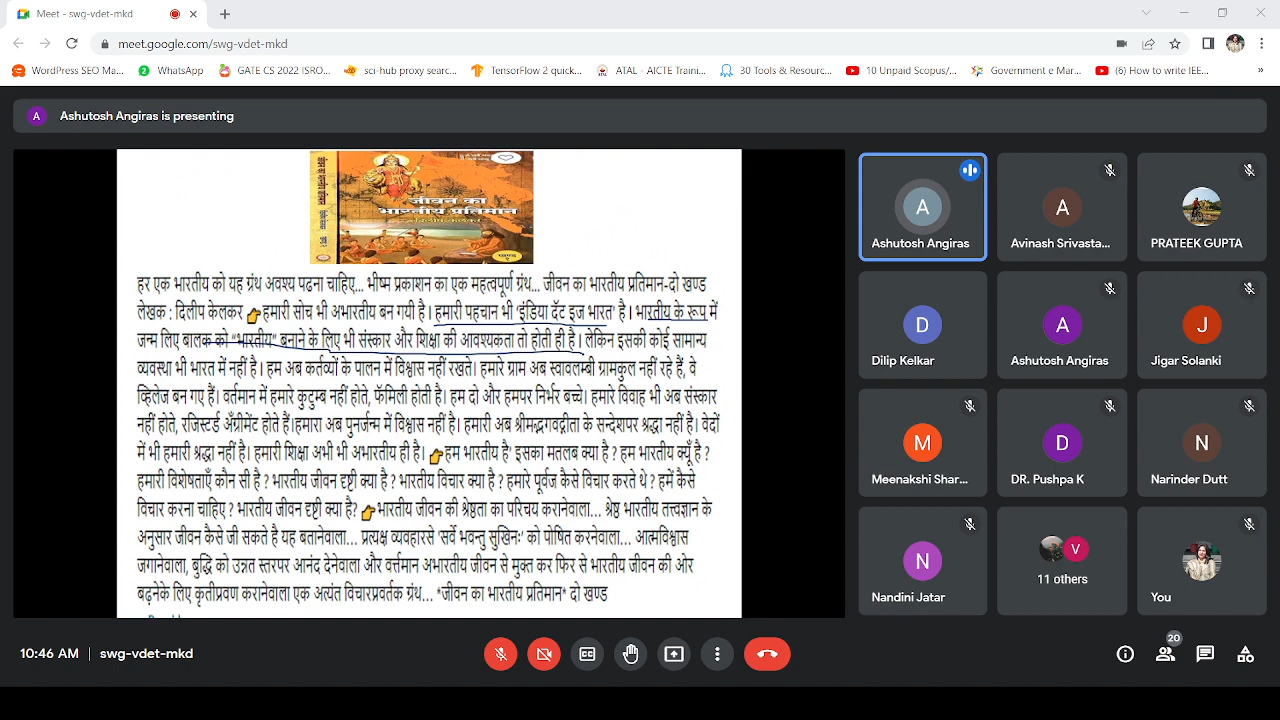 Meet - swg-vdet-mkd
meet.google.com/swg-vdet-mkd
WordPress SEO Ma...
WhatsApp
GATE CS 2022 ISRO...
sci-hub proxy searc...
TensorFlow 2 quick...
ATAL - AICTE Traini...
30 Tools & Resourc...
10 Unpaid Scopus/...
Government e Mar...
(6) How to write IEE...
»
A
Ashutosh Angiras is presenting
जीवन का
भारतीय प्रतिमान
हर एक भारतीय को यह ग्रंथ अवश्य पढना चाहिए... भीष्म प्रकाशन का एक महत्वपूर्ण ग्रंथ... जीवन का भारतीय प्रतिमान-दो खण्ड
लेखक : दिलीप केलकर 👉हमारी सोच भी अभारतीय बन गयी है। हमारी पहचान भी 'इंडिया दॅट इज भारत' है। भारतीय के रूप में
जन्म लिए बालक को "भारतीय" बनाने के लिए भी संस्कार और शिक्षा की आवश्यकता तो होती ही है। लेकिन इसकी कोई सामान्य
व्यवस्था भी भारत में नहीं है। हम अब कर्तव्यों के पालन में विश्वास नहीं रखते। हमारे ग्राम अब स्वावलम्बी ग्रामकुल नहीं रहे हैं, वे
व्हिलेज बन गए हैं। वर्तमान में हमारे कुटुम्ब नहीं होते, फॅमिली होती है। हम दो और हमपर निर्भर बच्चे। हमारे विवाह भी अब संस्कार
नहीं होते, रजिस्टर्ड अँग्रीमेंट होते हैं।हमारा अब पुनर्जन्म में विश्वास नहीं है। हमारी अब श्रीमद्भगवद्गीता के सन्देशपर श्रद्धा नहीं है। वेदों
में भी हमारी श्रद्धा नहीं है। हमारी शिक्षा अभी भी अभारतीय ही है। 👉हम भारतीय है' इसका मतलब क्या है ? हम भारतीय क्यूँ है ?
हमारी विशेषताएँ कौन सी है ? भारतीय जीवन दृष्टी क्या है ? भारतीय विचार क्या है ? हमारे पूर्वज कैसे विचार करते थे ? हमें कैसे
विचार करना चाहिए ? भारतीय जीवन दृष्टी क्या है? 👉भारतीय जीवन की श्रेष्ठता का परिचय करानेवाला... श्रेष्ठ भारतीय तत्त्वज्ञान के
अनुसार जीवन कैसे जी सकते है यह बतानेवाला... प्रत्यक्ष व्यवहारसे 'सर्वे भवन्तु सुखिनः' को पोषित करनेवाला... आत्मविश्वास
जगानेवाला, बुद्धि को उन्नत स्तरपर आनंद देनेवाला और वर्त्तमान अभारतीय जीवन से मुक्त कर फिर से भारतीय जीवन की ओर
बढ़नेके लिए कृतीप्रवण करानेवाला एक अत्यंत विचारप्रवर्तक ग्रंथ... *जीवन का भारतीय प्रतिमान* दो खण्ड
A
Ashutosh Angiras
A
Avinash Srivasta...
PRATEEK GUPTA
D
Dilip Kelkar
A
Ashutosh Angiras
J
Jigar Solanki
M
Meenakshi Shar...
D
DR. Pushpa K
N
Narinder Dutt
N
Nandini Jatar
V
11 others
You
10:46 AM | swg-vdet-mkd
20